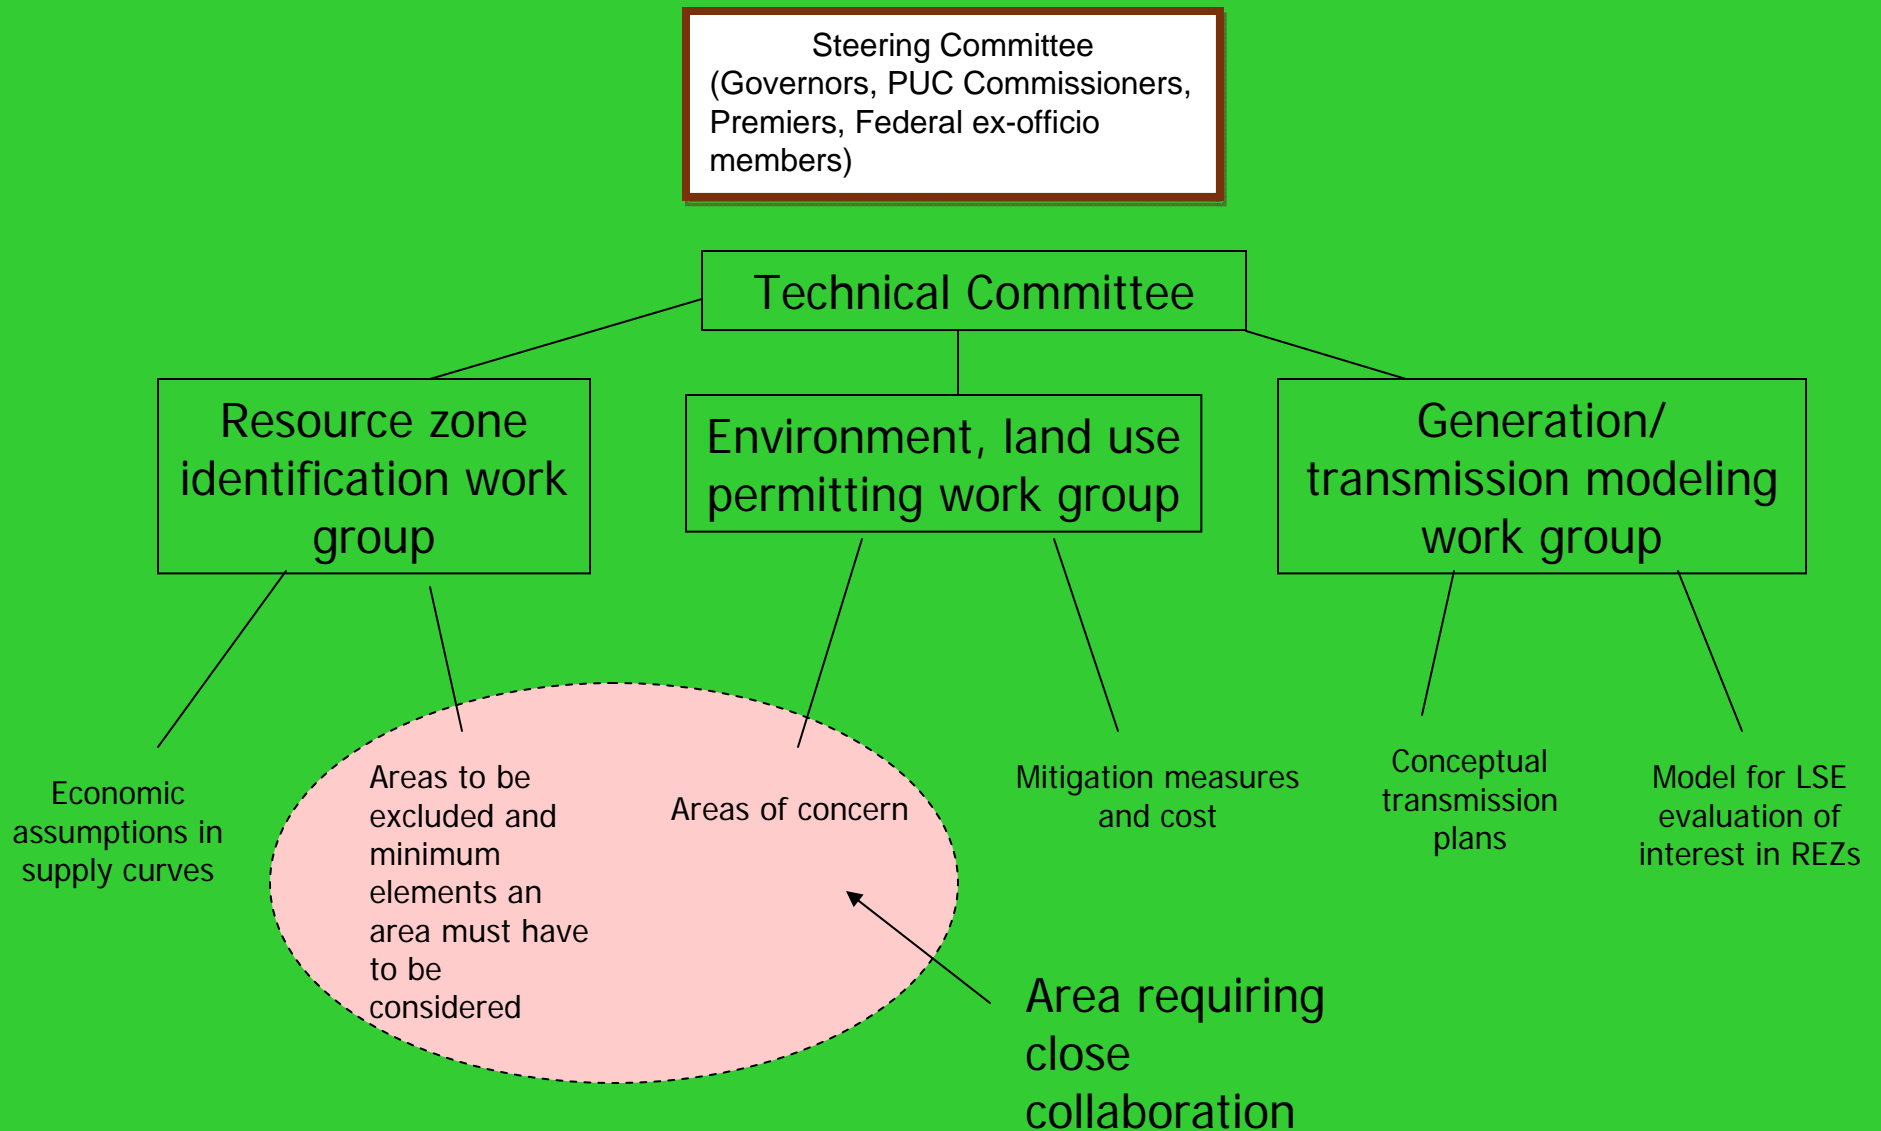 Steering Committee
(Governors, PUC Commissioners,
Premiers, Federal ex-officio
members)
Technical Committee
Resource zone
identification work
group
Environment, land use
permitting work group
Generation/
transmission modeling
work group
Economic
assumptions in
supply curves
Areas to be
excluded and
minimum
elements an
area must have
to be
considered
Areas of concern
Mitigation measures
and cost
Conceptual
transmission
plans
Model for LSE
evaluation of
interest in REZs
Area requiring
close
collaboration